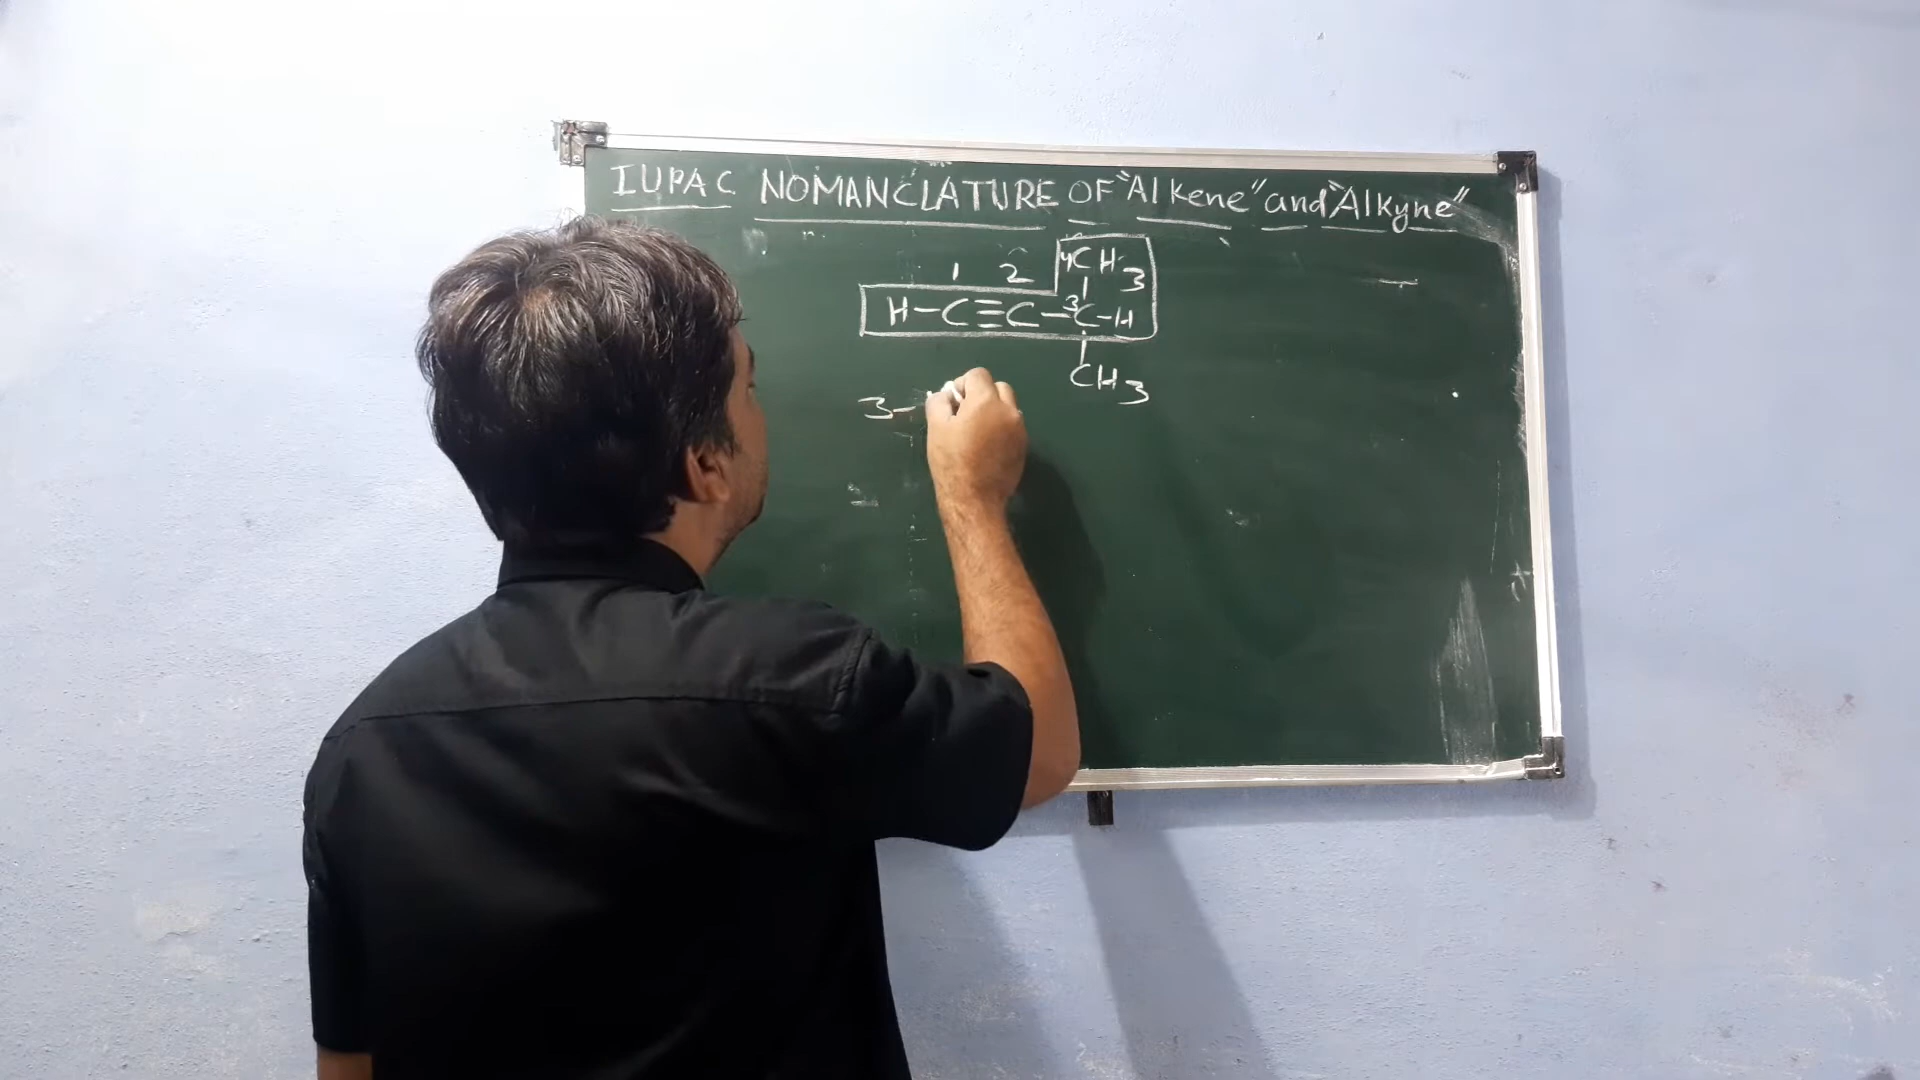 IUPAC NOMANCLATURE OF "Alkene" and "Alkyne"
4CH3
1 2
H-C≡C-3C-H
CH3
3-